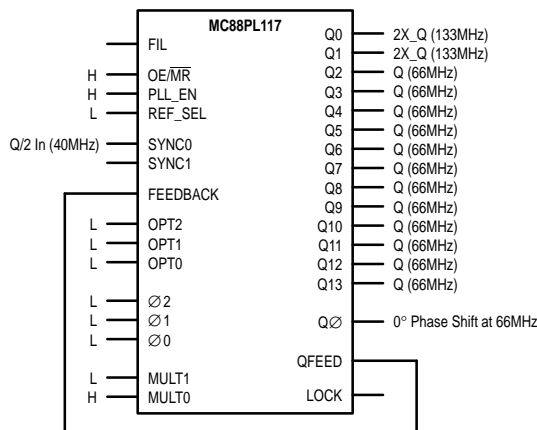 MC88PL117
FIL
H OE/MR
H PLL_EN
L REF_SEL
Q/2 In (40MHz) SYNC0
SYNC1
FEEDBACK
L OPT2
L OPT1
L OPT0
L ∅2
L ∅1
L ∅0
L MULT1
H MULT0
Q0 2X_Q (133MHz)
Q1 2X_Q (133MHz)
Q2 Q (66MHz)
Q3 Q (66MHz)
Q4 Q (66MHz)
Q5 Q (66MHz)
Q6 Q (66MHz)
Q7 Q (66MHz)
Q8 Q (66MHz)
Q9 Q (66MHz)
Q10 Q (66MHz)
Q11 Q (66MHz)
Q12 Q (66MHz)
Q13 Q (66MHz)
Q∅ 0° Phase Shift at 66MHz
QFEED
LOCK